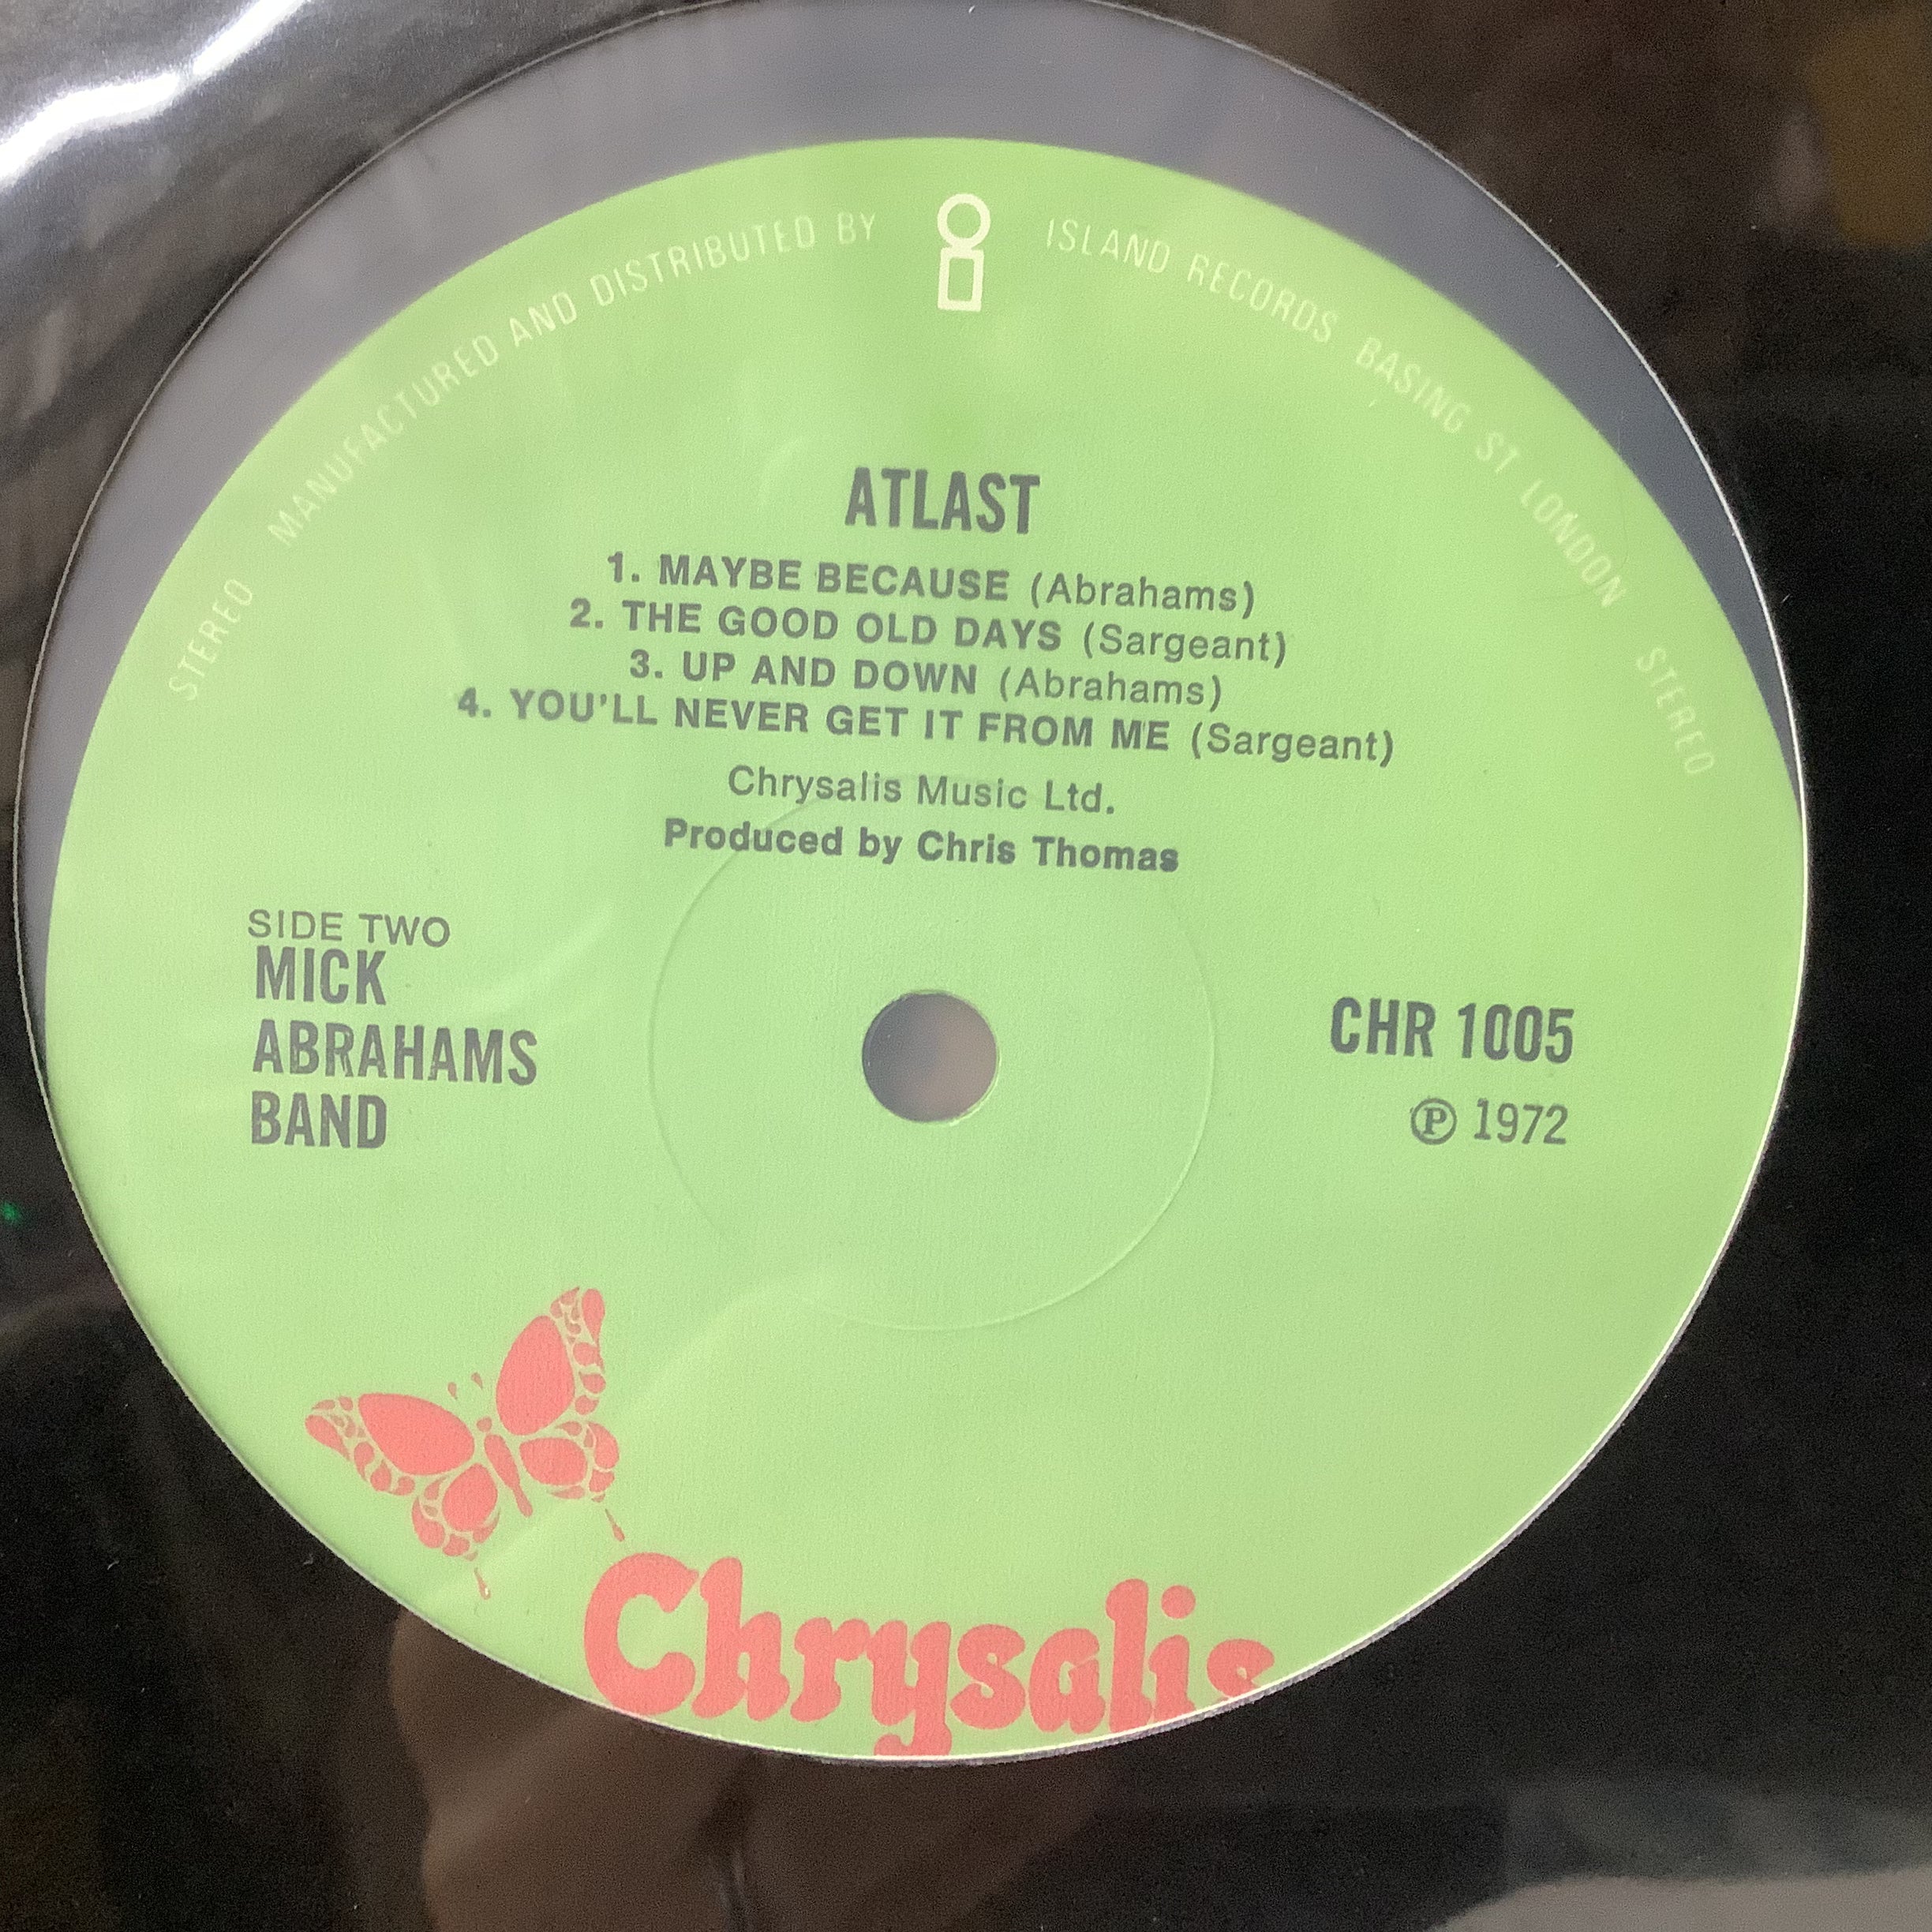 STEREO MANUFACTURED AND DISTRIBUTED BY ISLAND RECORDS BASING ST LONDON STEREO
ATLAST
1. MAYBE BECAUSE (Abrahams)
2. THE GOOD OLD DAYS (Sargeant)
3. UP AND DOWN (Abrahams)
4. YOU'LL NEVER GET IT FROM ME (Sargeant)
Chrysalis Music Ltd.
Produced by Chris Thomas
SIDE TWO
MICK
ABRAHAMS
BAND
CHR 1005
Ⓟ 1972
Chrysalis